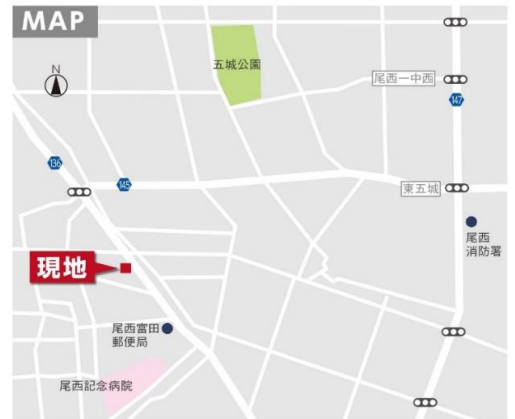 MAP
N
五城公園
尾西一中西
147
136
145
東五城
尾西
消防署
現地
尾西富田
郵便局
尾西記念病院